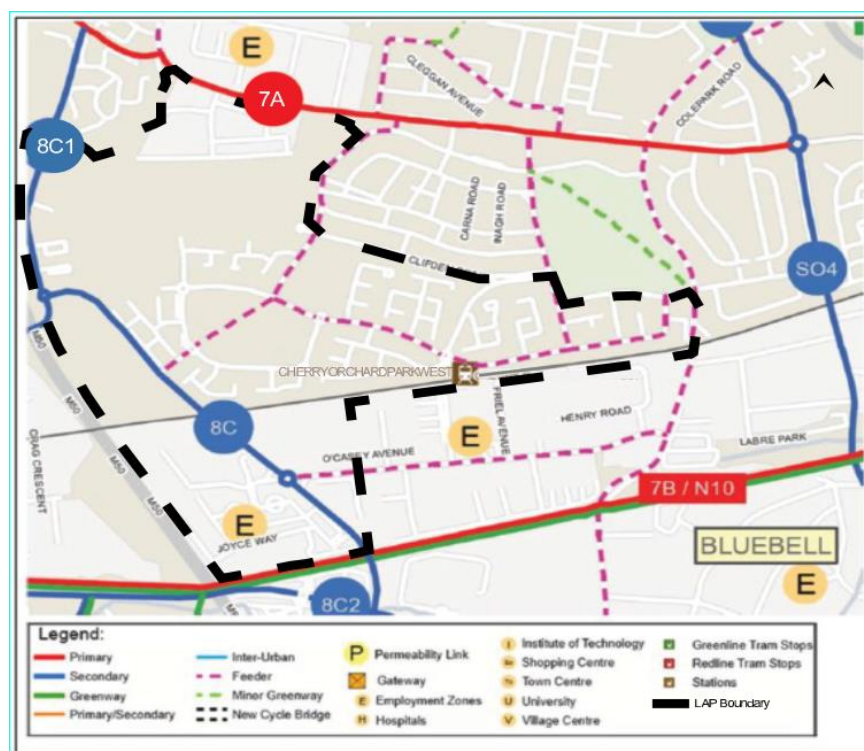 E
7A
CLEGGAN AVENUE
COLEPARK ROAD
8C1
CARNA ROAD
INAGH ROAD
SO4
M50
CHERRYORCHARDPARKWEST
8C
FRIEL AVENUE
HENRY ROAD
E
LABRE PARK
O'CASEY AVENUE
CRAG CRESCENT
M50
M50
7B / N10
E
JOYCE WAY
BLUEBELL
E
8C2
Legend:
Primary
Secondary
Greenway
Primary/Secondary
Inter-Urban
Feeder
Minor Greenway
New Cycle Bridge
P Permeability Link
Gateway
E Employment Zones
H Hospitals
I Institute of Technology
Shopping Centre
Town Centre
U University
V Village Centre
Greenline Tram Stops
Redline Tram Stops
Stations
LAP Boundary